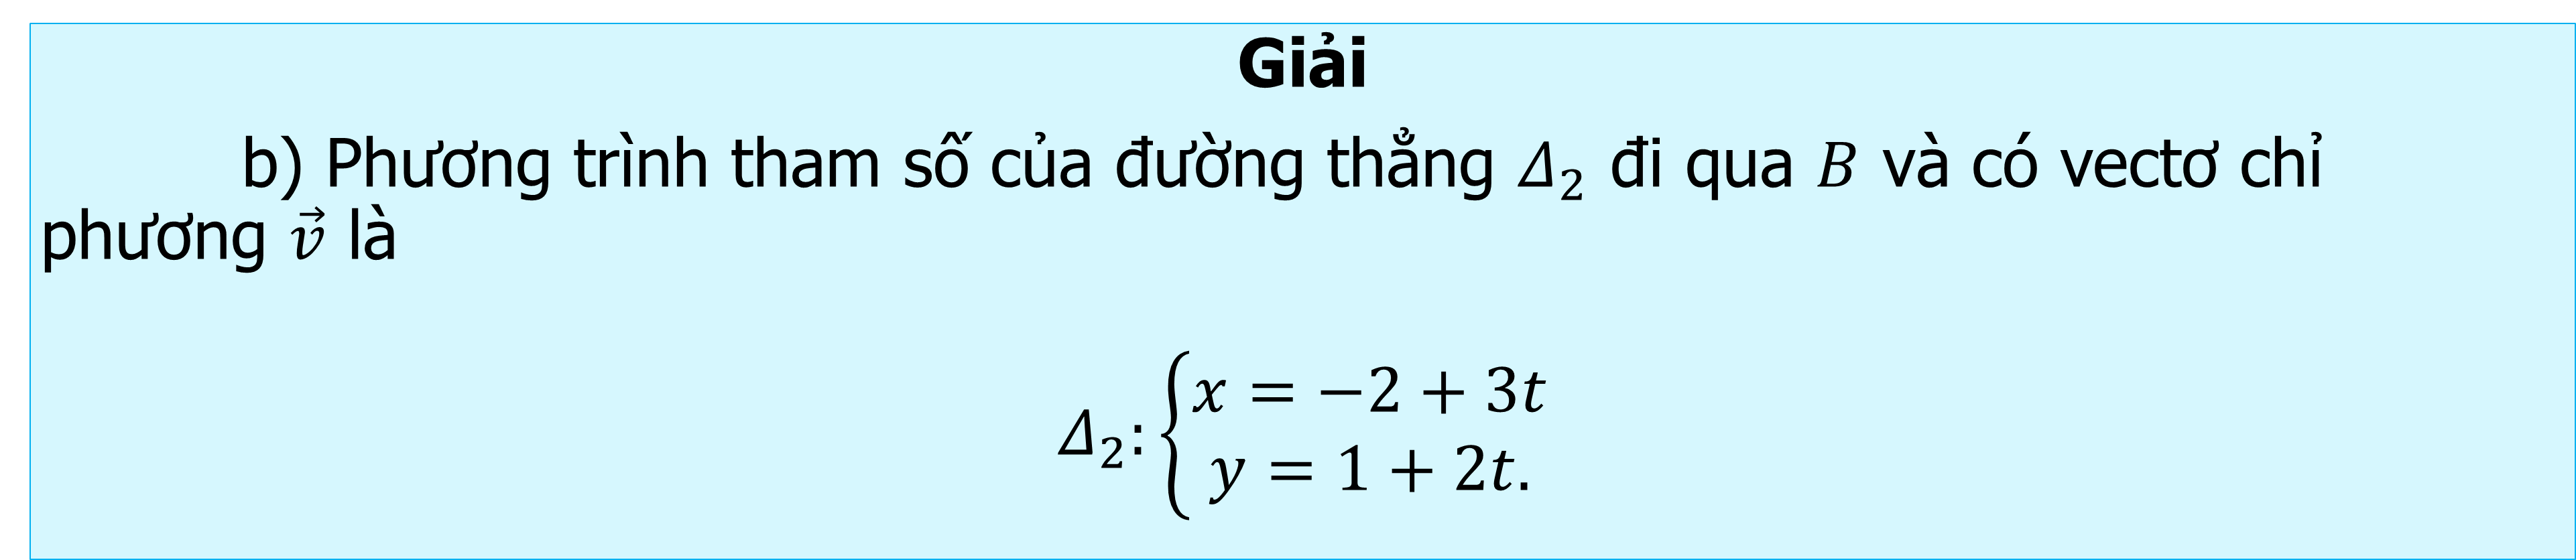 Giải
b) Phương trình tham số của đường thẳng Δ₂ đi qua B và có vectơ chỉ
phương v⃗ là
Δ₂: { x = −2 + 3t
y = 1 + 2t.